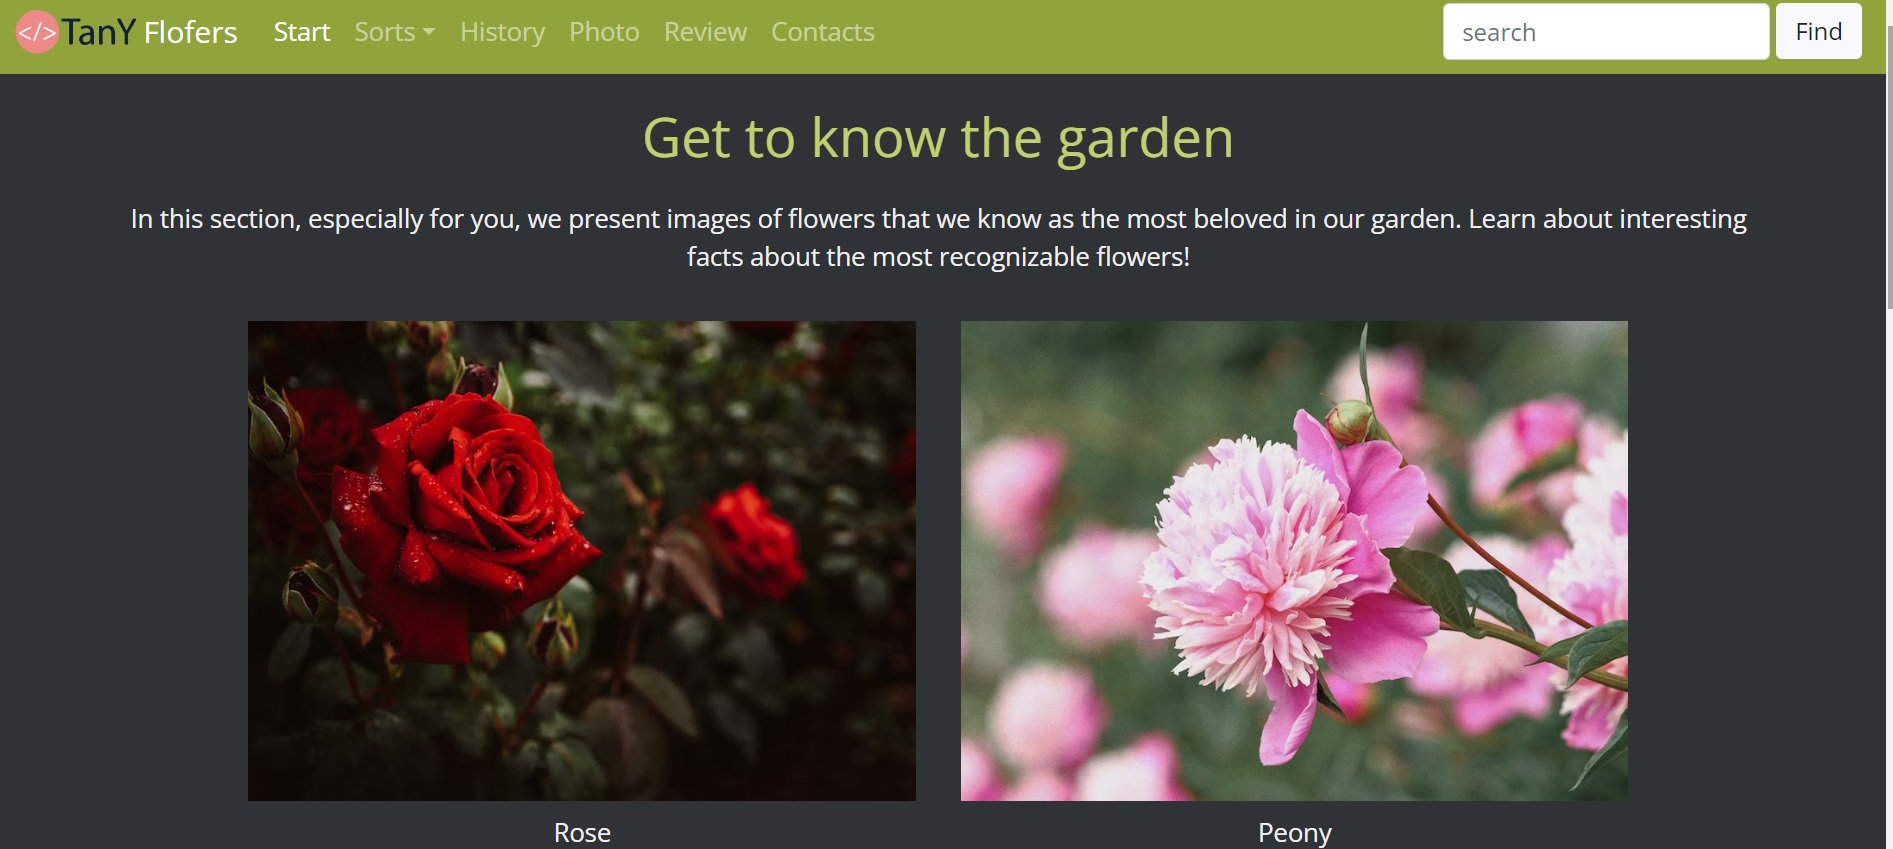 </> TanY Flofers Start Sorts History Photo Review Contacts search Find
Get to know the garden
In this section, especially for you, we present images of flowers that we know as the most beloved in our garden. Learn about interesting
facts about the most recognizable flowers!
Rose Peony